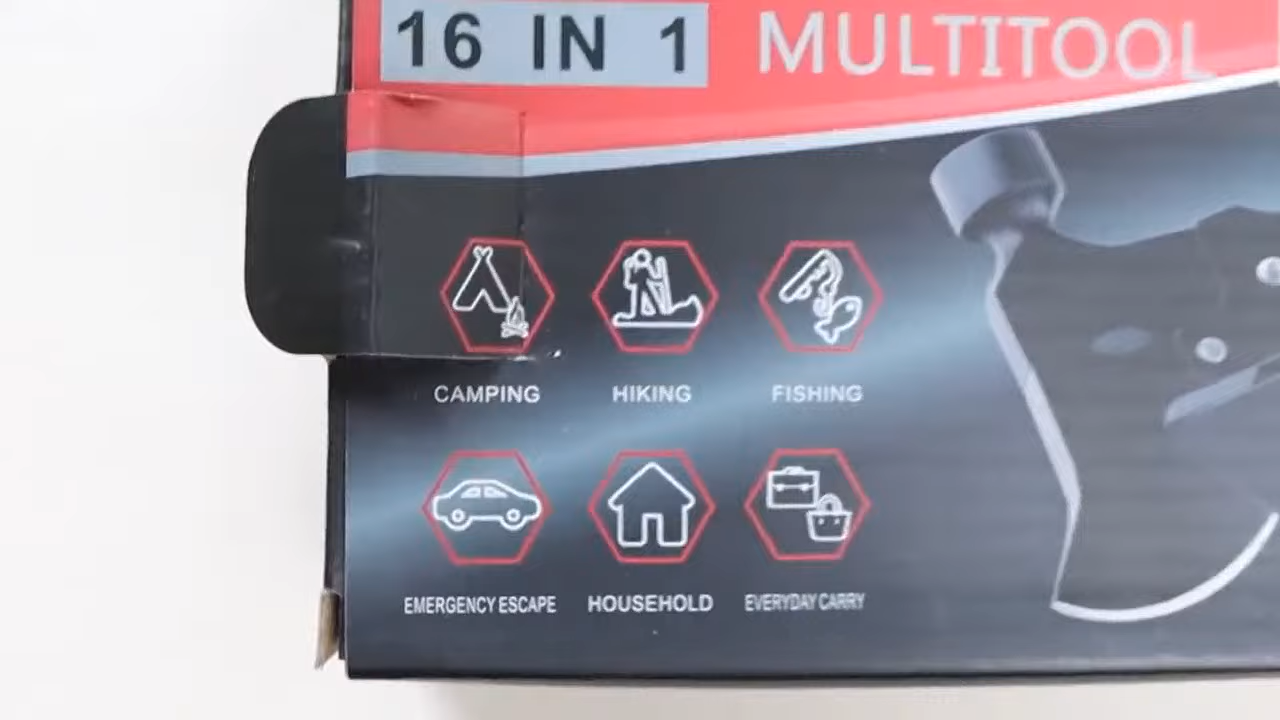 16 IN 1 MULTITOOL
CAMPING HIKING FISHING
EMERGENCY ESCAPE HOUSEHOLD EVERYDAY CARRY